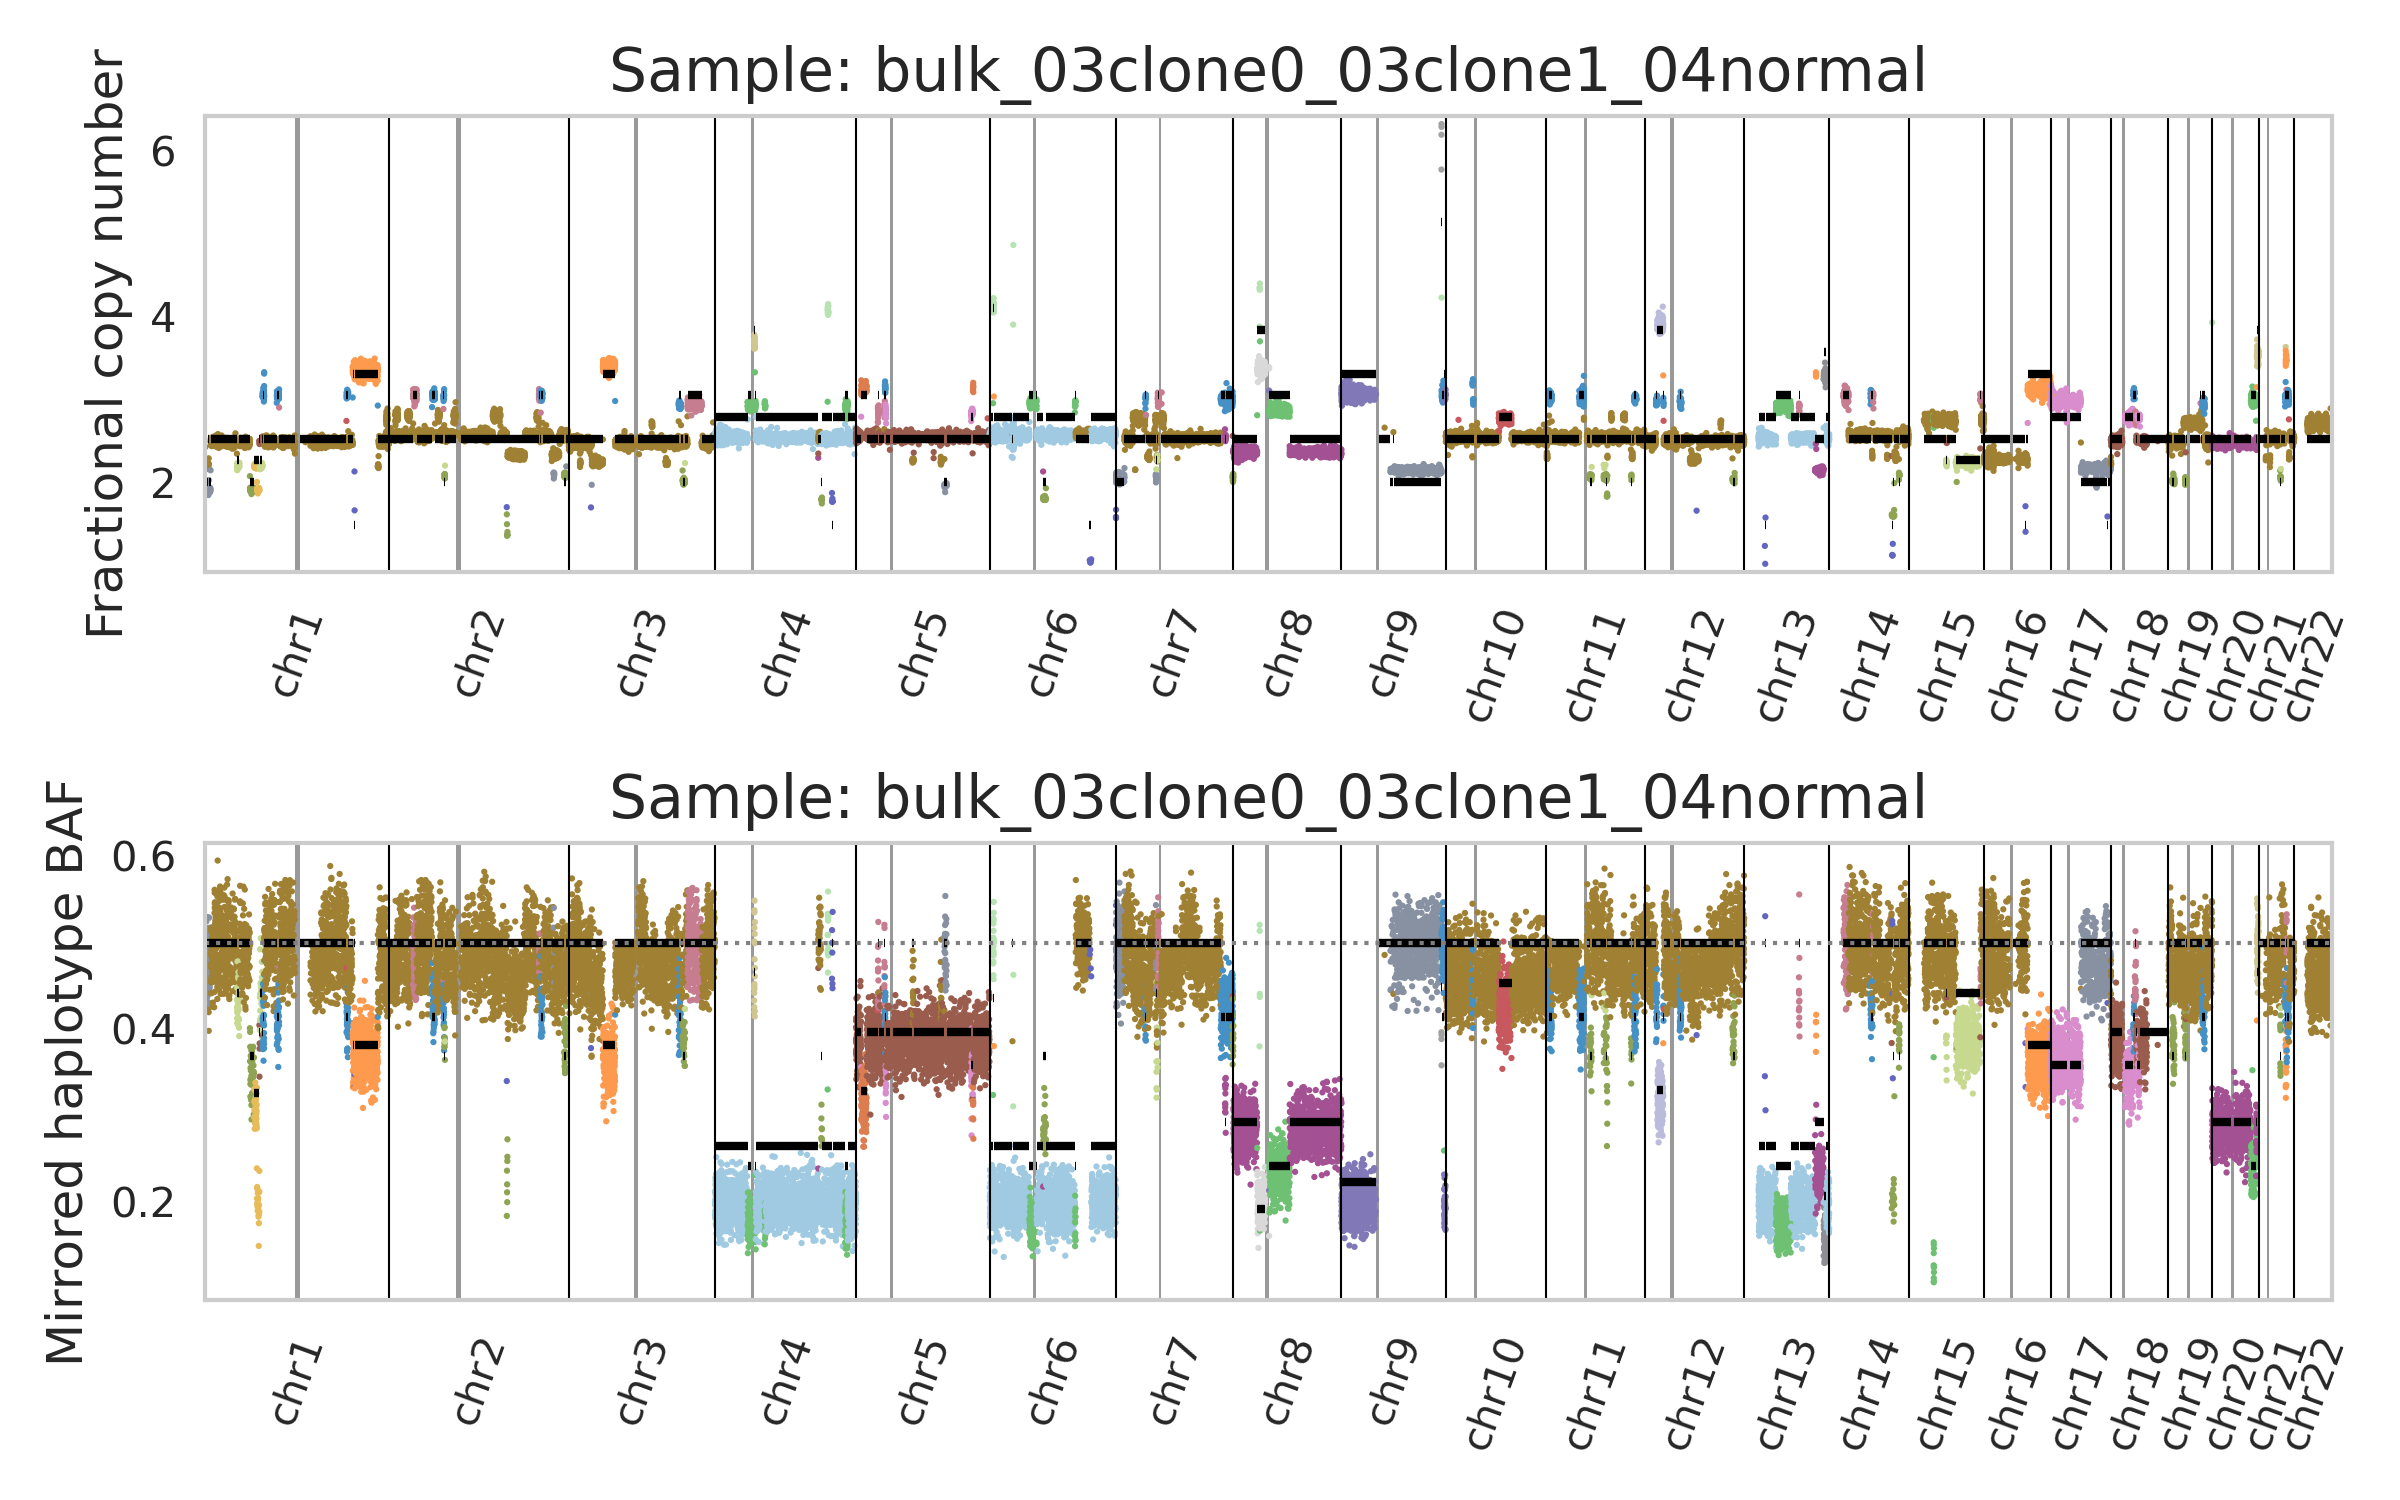 Sample: bulk_03clone0_03clone1_04normal
Fractional copy number
6
4
2
chr1 chr2 chr3 chr4 chr5 chr6 chr7 chr8 chr9 chr10 chr11 chr12 chr13 chr14 chr15 chr16 chr17 chr18 chr19 chr20 chr21 chr22
Sample: bulk_03clone0_03clone1_04normal
Mirrored haplotype BAF
0.6
0.4
0.2
chr1 chr2 chr3 chr4 chr5 chr6 chr7 chr8 chr9 chr10 chr11 chr12 chr13 chr14 chr15 chr16 chr17 chr18 chr19 chr20 chr21 chr22